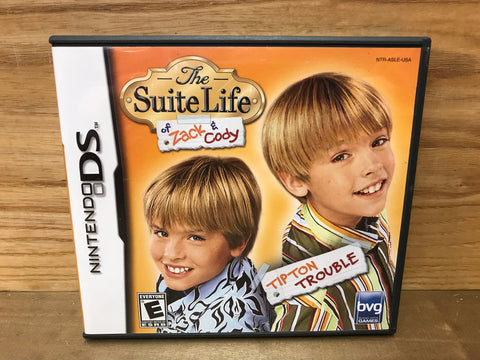 NTR-ASLE-USA
The
Suite Life
of Zack & Cody
NINTENDO DS
TIPTON
TROUBLE
EVERYONE
E
ESRB
bvg
GAMES